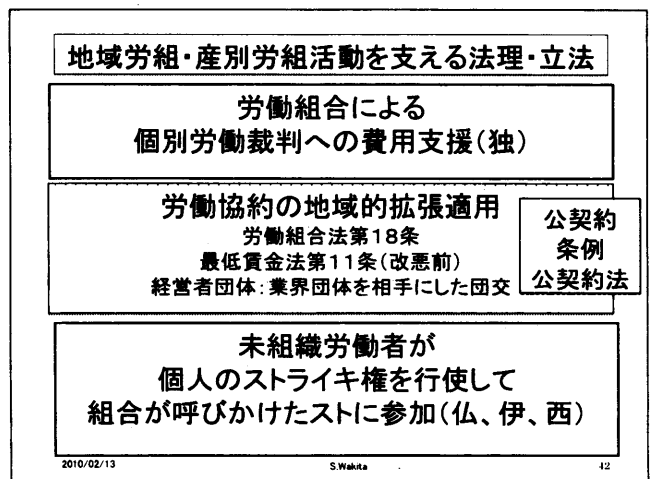 地域労組・産別労組活動を支える法理・立法
労働組合による
個別労働裁判への費用支援(独)
労働協約の地域的拡張適用
労働組合法第18条
最低賃金法第11条(改悪前)
経営者団体:業界団体を相手にした団交
公契約
条例
公契約法
未組織労働者が
個人のストライキ権を行使して
組合が呼びかけたストに参加(仏、伊、西)
2010/02/13
S.Wakita
42